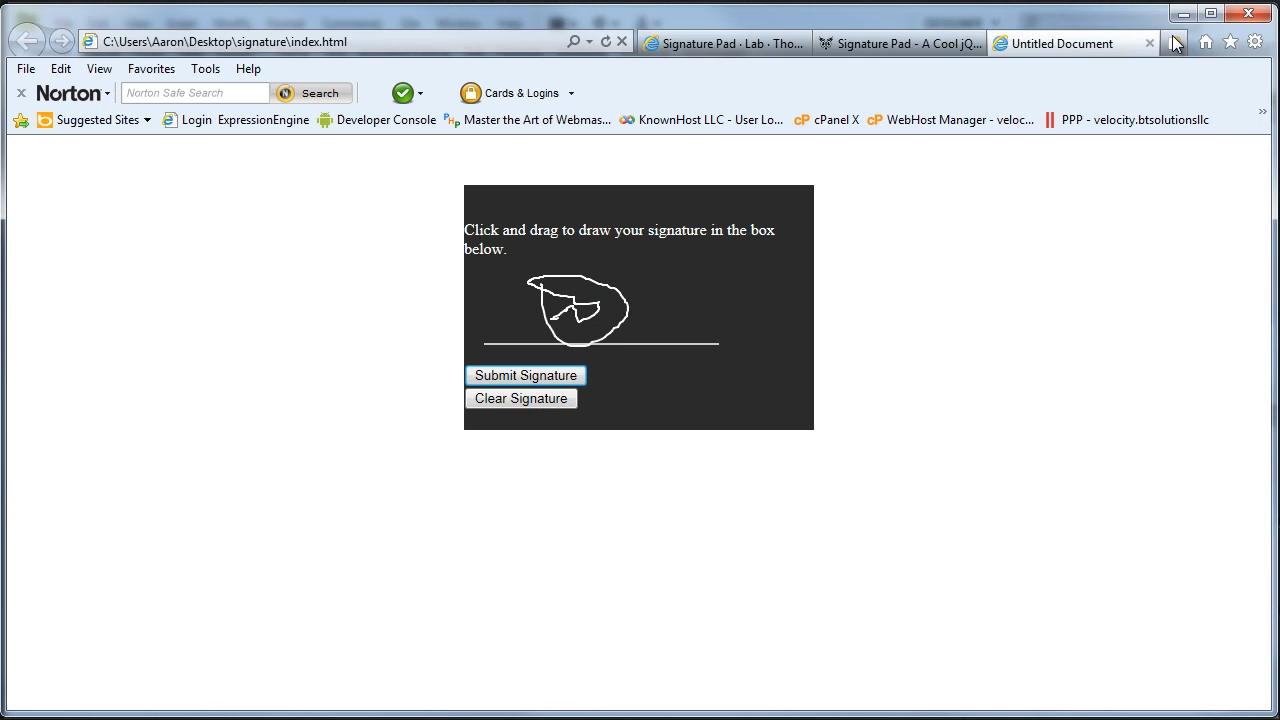 C:\Users\Aaron\Desktop\signature\index.html
Signature Pad · Lab · Tho...
Signature Pad - A Cool jQ...
Untitled Document
File Edit View Favorites Tools Help
Norton
Norton Safe Search
Search
Cards & Logins
Suggested Sites
Login
ExpressionEngine
Developer Console
Master the Art of Webmas...
KnownHost LLC - User Lo...
cPanel X
WebHost Manager - veloc...
PPP - velocity.btsolutionsllc
Click and drag to draw your signature in the box
below.
Submit Signature
Clear Signature